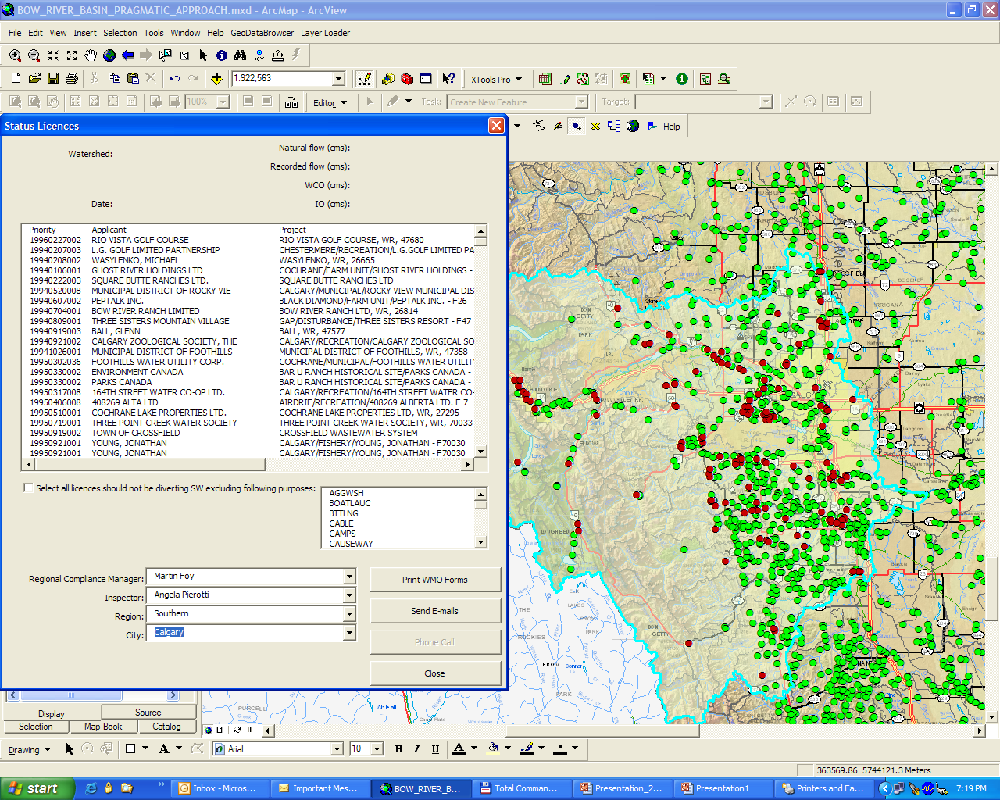 BOW_RIVER_BASIN_PRAGMATIC_APPROACH.mxd - ArcMap - ArcView
File Edit View Insert Selection Tools Window Help GeoDataBrowser Layer Loader
1:922,563
XTools Pro
100%
Editor
Task: Create New Feature
Target:
Help
Status Licences
Watershed:
Natural flow (cms):
Recorded flow (cms):
WCO (cms):
Date:
IO (cms):
Priority Applicant Project
19960227002 RIO VISTA GOLF COURSE RIO VISTA GOLF COURSE, WR, 47680
19940207003 L.G.GOLF LIMITED PARTNERSHIP CHESTERMERE/RECREATION/L.G.GOLF LIMITED PA
19940208002 WASYLENKO, MICHAEL WASYLENKO, WR, 26665
19940106001 GHOST RIVER HOLDINGS LTD COCHRANE/FARM UNIT/GHOST RIVER HOLDINGS -
19940222003 SQUARE BUTTE RANCHES LTD. SQUARE BUTTE RANCHES LTD
19940520008 MUNICIPAL DISTRICT OF ROCKY VIE CALGARY/MUNICIPAL/ROCKY VIEW MUNICIPAL DIS
19940607002 PEPTALK INC. BLACK DIAMOND/FARM UNIT/PEPTALK INC. - F26
19940704001 BOW RIVER RANCH LIMITED BOW RIVER RANCH LTD, WR, 26814
19940809001 THREE SISTERS MOUNTAIN VILLAGE GAP/DISTURBANCE/THREE SISTERS RESORT - F47
19940919003 BALL, GLENN BALL, WR, 47577
19940921002 CALGARY ZOOLOGICAL SOCIETY, THE CALGARY/RECREATION/CALGARY ZOOLOGICAL SO
19941026001 MUNICIPAL DISTRICT OF FOOTHILLS MUNICIPAL DISTRICT OF FOOTHILLS, WR, 47358
19950302036 FOOTHILLS WATER UTILITY CORP. COCHRANE/MUNICIPAL/FOOTHILLS WATER UTILIT
19950330002 ENVIRONMENT CANADA BAR U RANCH HISTORICAL SITE/PARKS CANADA -
19950330002 PARKS CANADA BAR U RANCH HISTORICAL SITE/PARKS CANADA -
19950317008 164TH STREET WATER CO-OP LTD. CALGARY/RECREATION/164TH STREET WATER CO-
19950406008 408269 ALTA LTD AIRDRIE/RECREATION/408269 ALBERTA LTD. F 7
19950510001 COCHRANE LAKE PROPERTIES LTD. COCHRANE LAKE PROPERTIES LTD, WR, 27295
19950719001 THREE POINT CREEK WATER SOCIETY THREE POINT CREEK WATER SOCIETY, WR, 70033
19950919002 TOWN OF CROSSFIELD CROSSFIELD WASTEWATER SYSTEM
19950921001 YOUNG, JONATHAN CALGARY/FISHERY/YOUNG, JONATHAN - F70030
19950921001 YOUNG, JONATHAN CALGARY/FISHERY/YOUNG, JONATHAN - F70030
Select all licences should not be diverting SW excluding following purposes:
AGGWSH
BOATLAUC
BTTLNG
CABLE
CAMPS
CAUSEWAY
Regional Compliance Manager: Martin Foy
Inspector: Angela Pierotti
Region: Southern
City: Calgary
Print WMO Forms
Send E-mails
Phone Call
Close
THE
ROCKIES
PROV.
PARK
ELK
LAKES
PROV
PARK
DON
GETTY
PURCELL
Display Source
Selection Map Book Catalog
Drawing
Arial 10 B I U A
363569.86 5744121.3 Meters
start
Inbox - Micros...
Important Mes...
BOW_RIVER_B...
Total Comman...
Presentation_2...
Presentation1
Printers and Fa...
7:19 PM